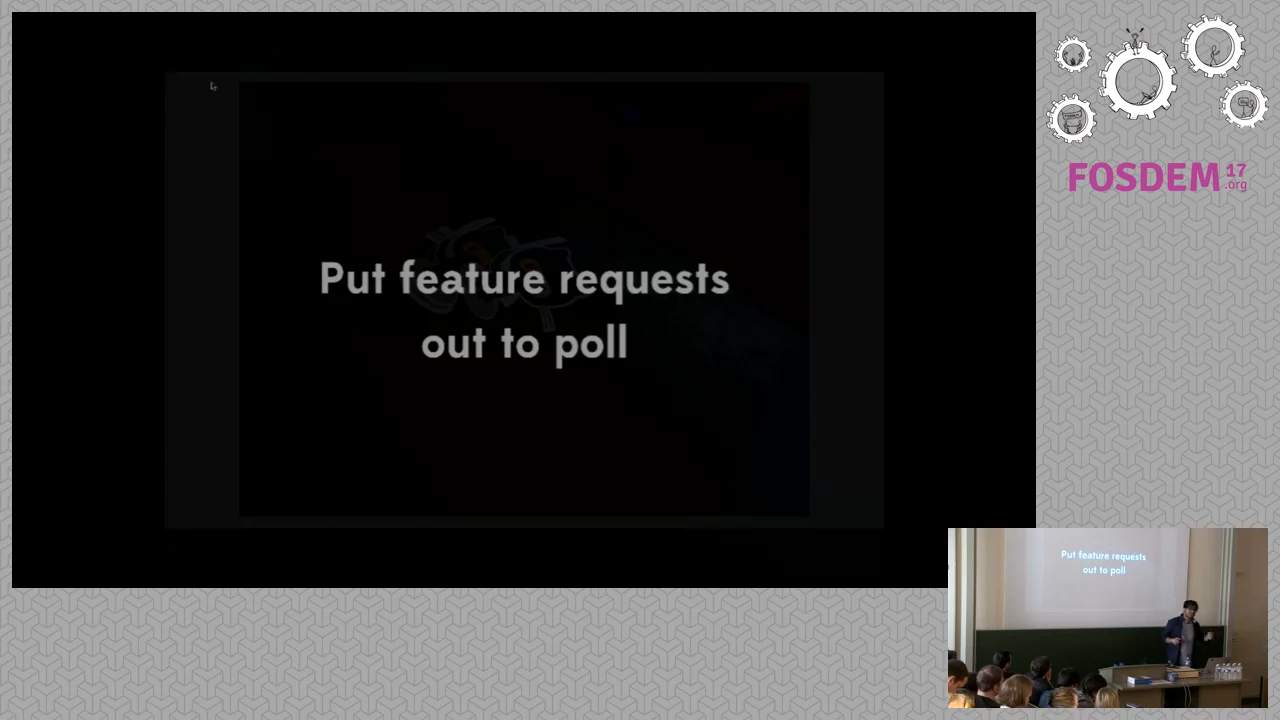 Put feature requests
out to poll
FOSDEM 17
.org
Put feature requests
out to poll